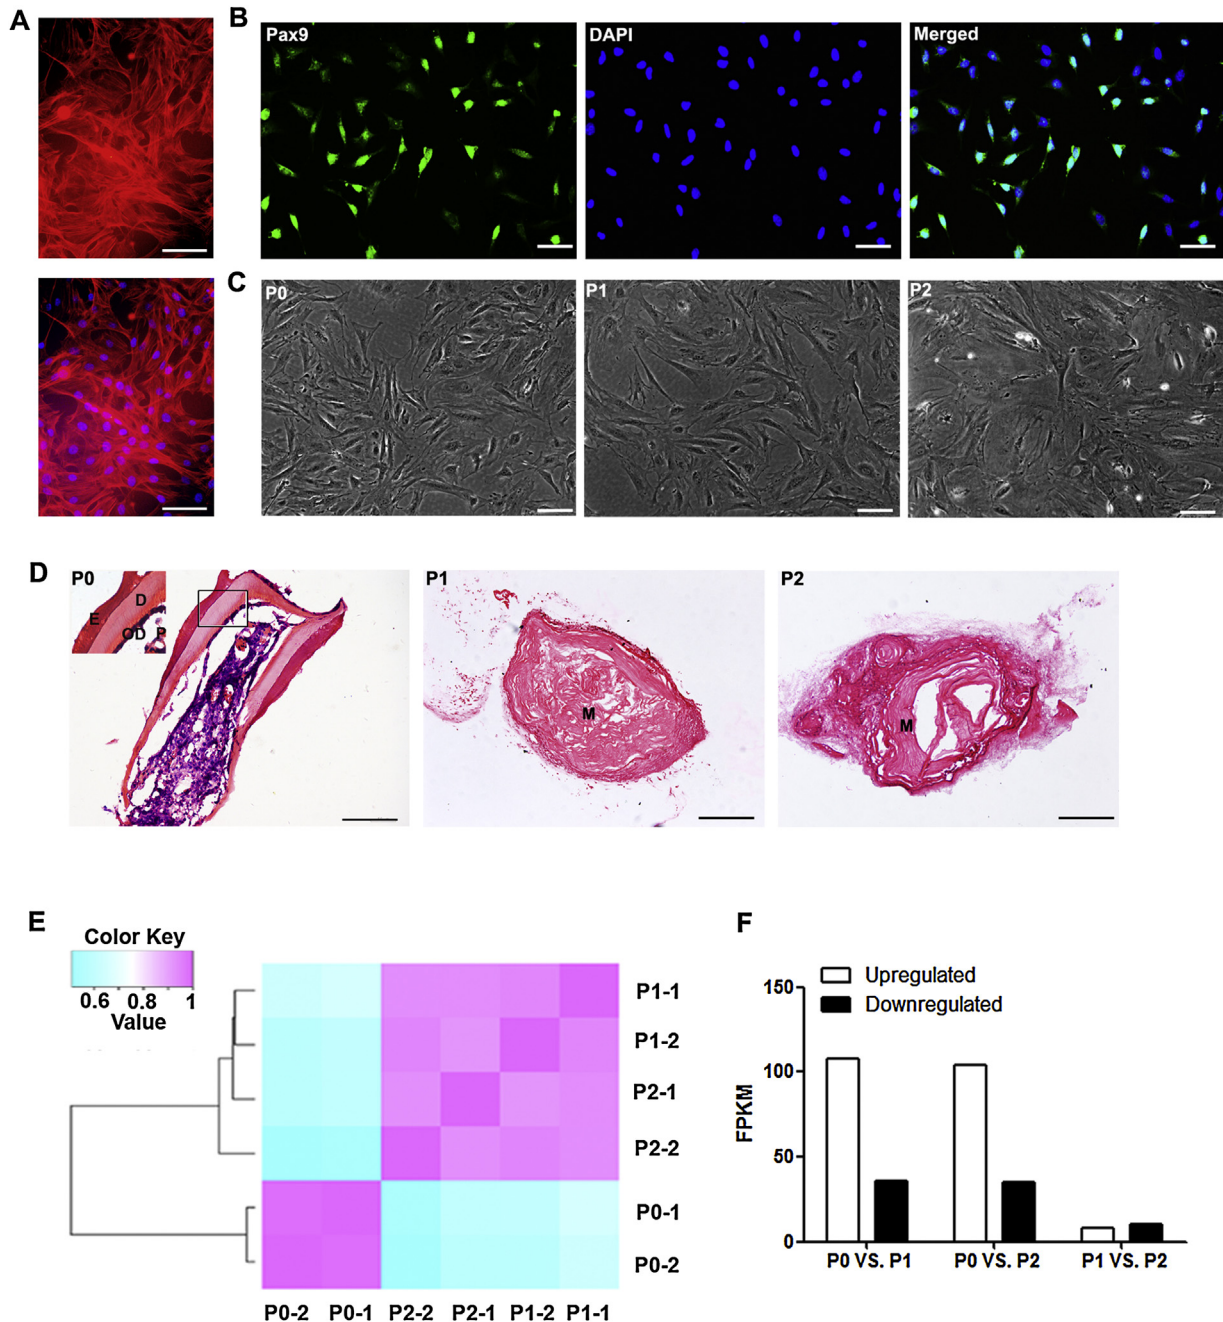 A
B
Pax9
DAPI
Merged
C
P0
P1
P2
D
P0
D
E
OD
P
P1
M
P2
M
E
Color Key
0.6 0.8 1
Value
P1-1
P1-2
P2-1
P2-2
P0-1
P0-2
P0-2 P0-1 P2-2 P2-1 P1-2 P1-1
F
Upregulated
Downregulated
150
100
50
0
FPKM
P0 VS. P1 P0 VS. P2 P1 VS. P2